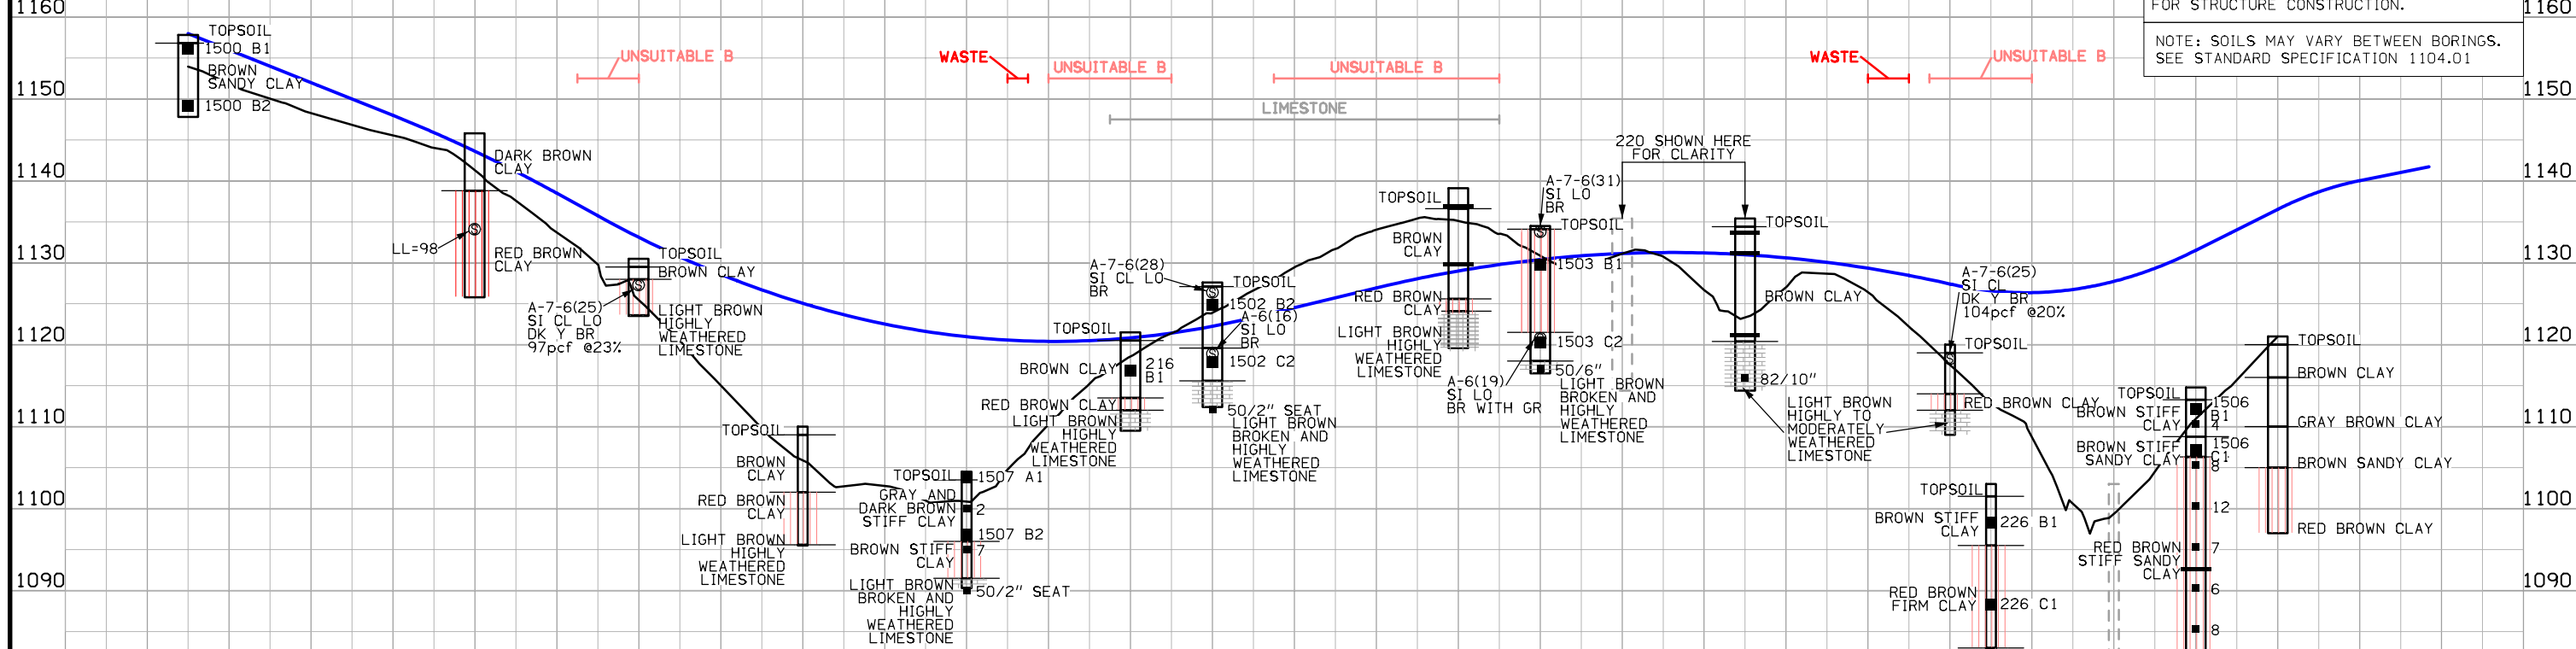 1160
1150
1140
1130
1120
1110
1100
1090
TOPSOIL
1500 B1
BROWN
SANDY CLAY
1500 B2
DARK BROWN
CLAY
LL=98
RED BROWN
CLAY
UNSUITABLE B
TOPSOIL
BROWN CLAY
A-7-6(25)
SI CL LO
DK Y BR
97pcf @23%
LIGHT BROWN
HIGHLY
WEATHERED
LIMESTONE
TOPSOIL
BROWN
CLAY
RED BROWN
CLAY
LIGHT BROWN
HIGHLY
WEATHERED
LIMESTONE
WASTE
TOPSOIL
1507 A1
GRAY AND
DARK BROWN
STIFF CLAY
2
1507 B2
BROWN STIFF
CLAY
7
LIGHT BROWN
BROKEN AND
HIGHLY
WEATHERED
LIMESTONE
50/2" SEAT
UNSUITABLE B
TOPSOIL
BROWN CLAY
216
B1
RED BROWN CLAY
LIGHT BROWN
HIGHLY
WEATHERED
LIMESTONE
A-7-6(28)
SI CL LO
BR
TOPSOIL
1502 B2
A-6(16)
SI LO
BR
1502 C2
50/2" SEAT
LIGHT BROWN
BROKEN AND
HIGHLY
WEATHERED
LIMESTONE
UNSUITABLE B
LIMESTONE
TOPSOIL
BROWN
CLAY
RED BROWN
CLAY
LIGHT BROWN
HIGHLY
WEATHERED
LIMESTONE
A-7-6(31)
SI LO
BR
TOPSOIL
1503 B1
1503 C2
A-6(19)
SI LO
BR WITH GR
50/6"
LIGHT BROWN
BROKEN AND
HIGHLY
WEATHERED
LIMESTONE
220 SHOWN HERE
FOR CLARITY
TOPSOIL
BROWN CLAY
82/10"
LIGHT BROWN
HIGHLY TO
MODERATELY
WEATHERED
LIMESTONE
WASTE
UNSUITABLE B
A-7-6(25)
SI CL
DK Y BR
104pcf @20%
TOPSOIL
RED BROWN CLAY
TOPSOIL
BROWN STIFF
CLAY
226 B1
RED BROWN
FIRM CLAY
226 C1
TOPSOIL
1506
B1
BROWN STIFF
CLAY
4
1506
C1
BROWN STIFF
SANDY CLAY
8
12
RED BROWN
STIFF SANDY
CLAY
7
6
8
TOPSOIL
BROWN CLAY
GRAY BROWN CLAY
BROWN SANDY CLAY
RED BROWN CLAY
FOR STRUCTURE CONSTRUCTION.
NOTE: SOILS MAY VARY BETWEEN BORINGS.
SEE STANDARD SPECIFICATION 1104.01
1160
1150
1140
1130
1120
1110
1100
1090